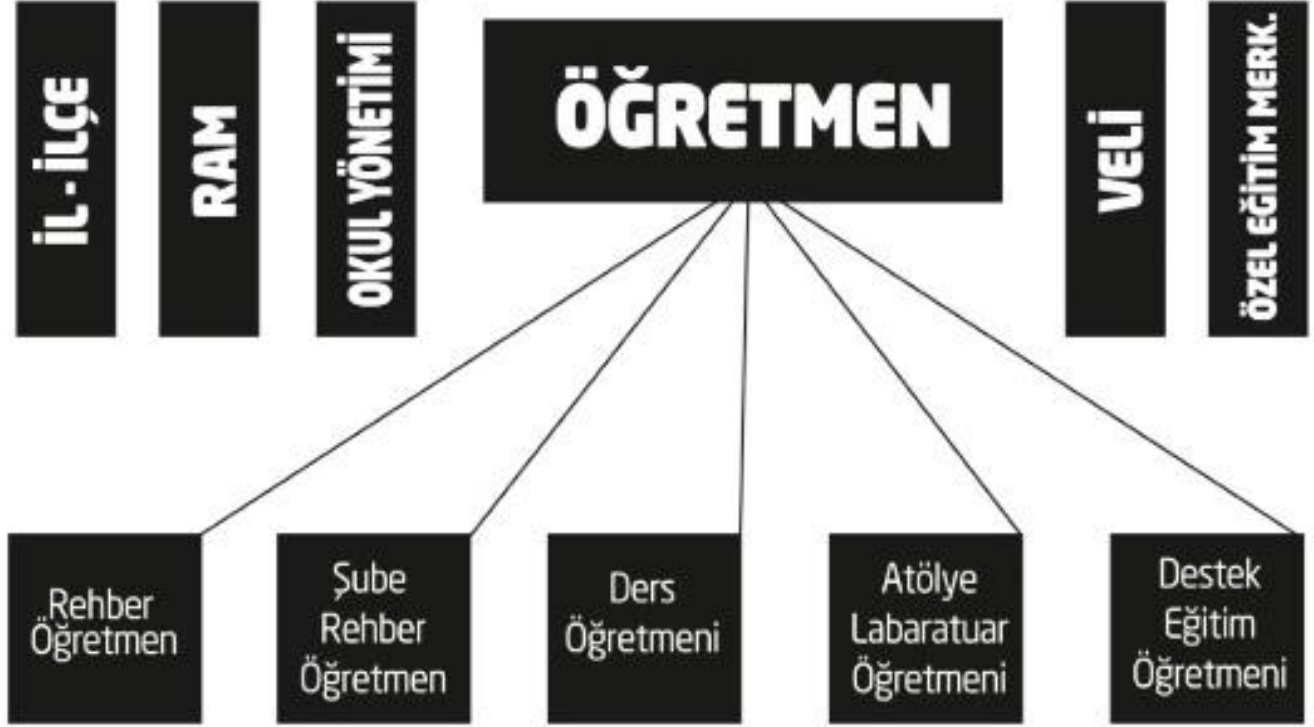 İL - İLÇE
RAM
OKUL YÖNETİMİ
ÖĞRETMEN
VELİ
ÖZEL EĞİTİM MERK.
Rehber
Öğretmen
Şube
Rehber
Öğretmen
Ders
Öğretmeni
Atölye
Labaratuar
Öğretmeni
Destek
Eğitim
Öğretmeni